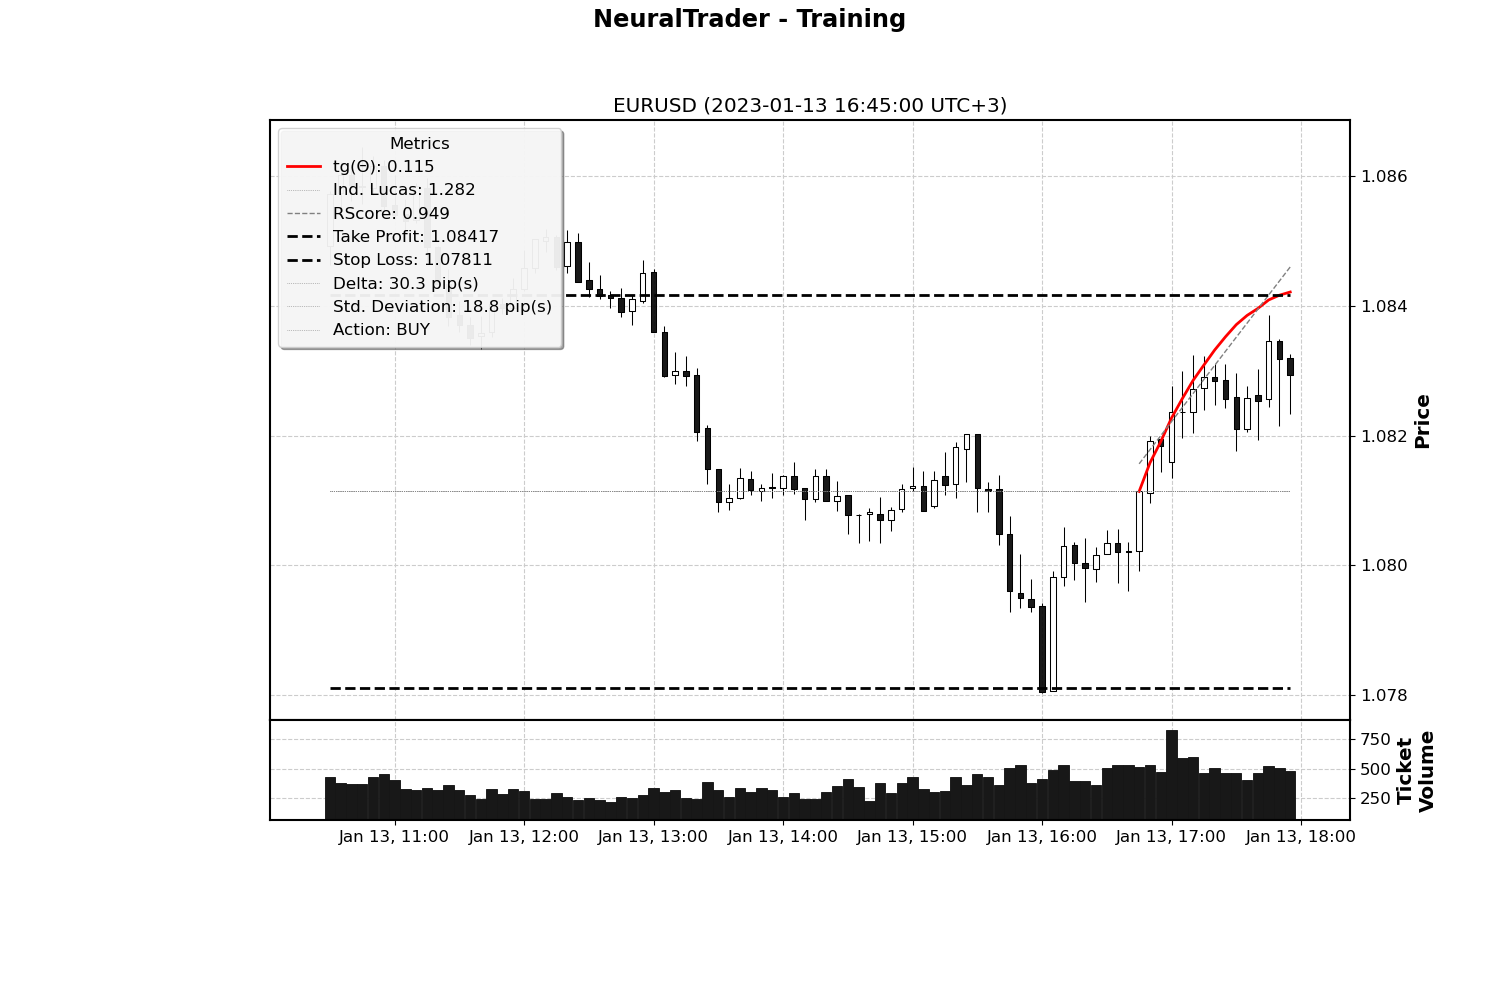 NeuralTrader - Training
EURUSD (2023-01-13 16:45:00 UTC+3)
Metrics
tg(Θ): 0.115
Ind. Lucas: 1.282
RScore: 0.949
Take Profit: 1.08417
Stop Loss: 1.07811
Delta: 30.3 pip(s)
Std. Deviation: 18.8 pip(s)
Action: BUY
1.086
1.084
1.082
1.080
1.078
Price
750
500
250
Ticket
Volume
Jan 13, 11:00
Jan 13, 12:00
Jan 13, 13:00
Jan 13, 14:00
Jan 13, 15:00
Jan 13, 16:00
Jan 13, 17:00
Jan 13, 18:00